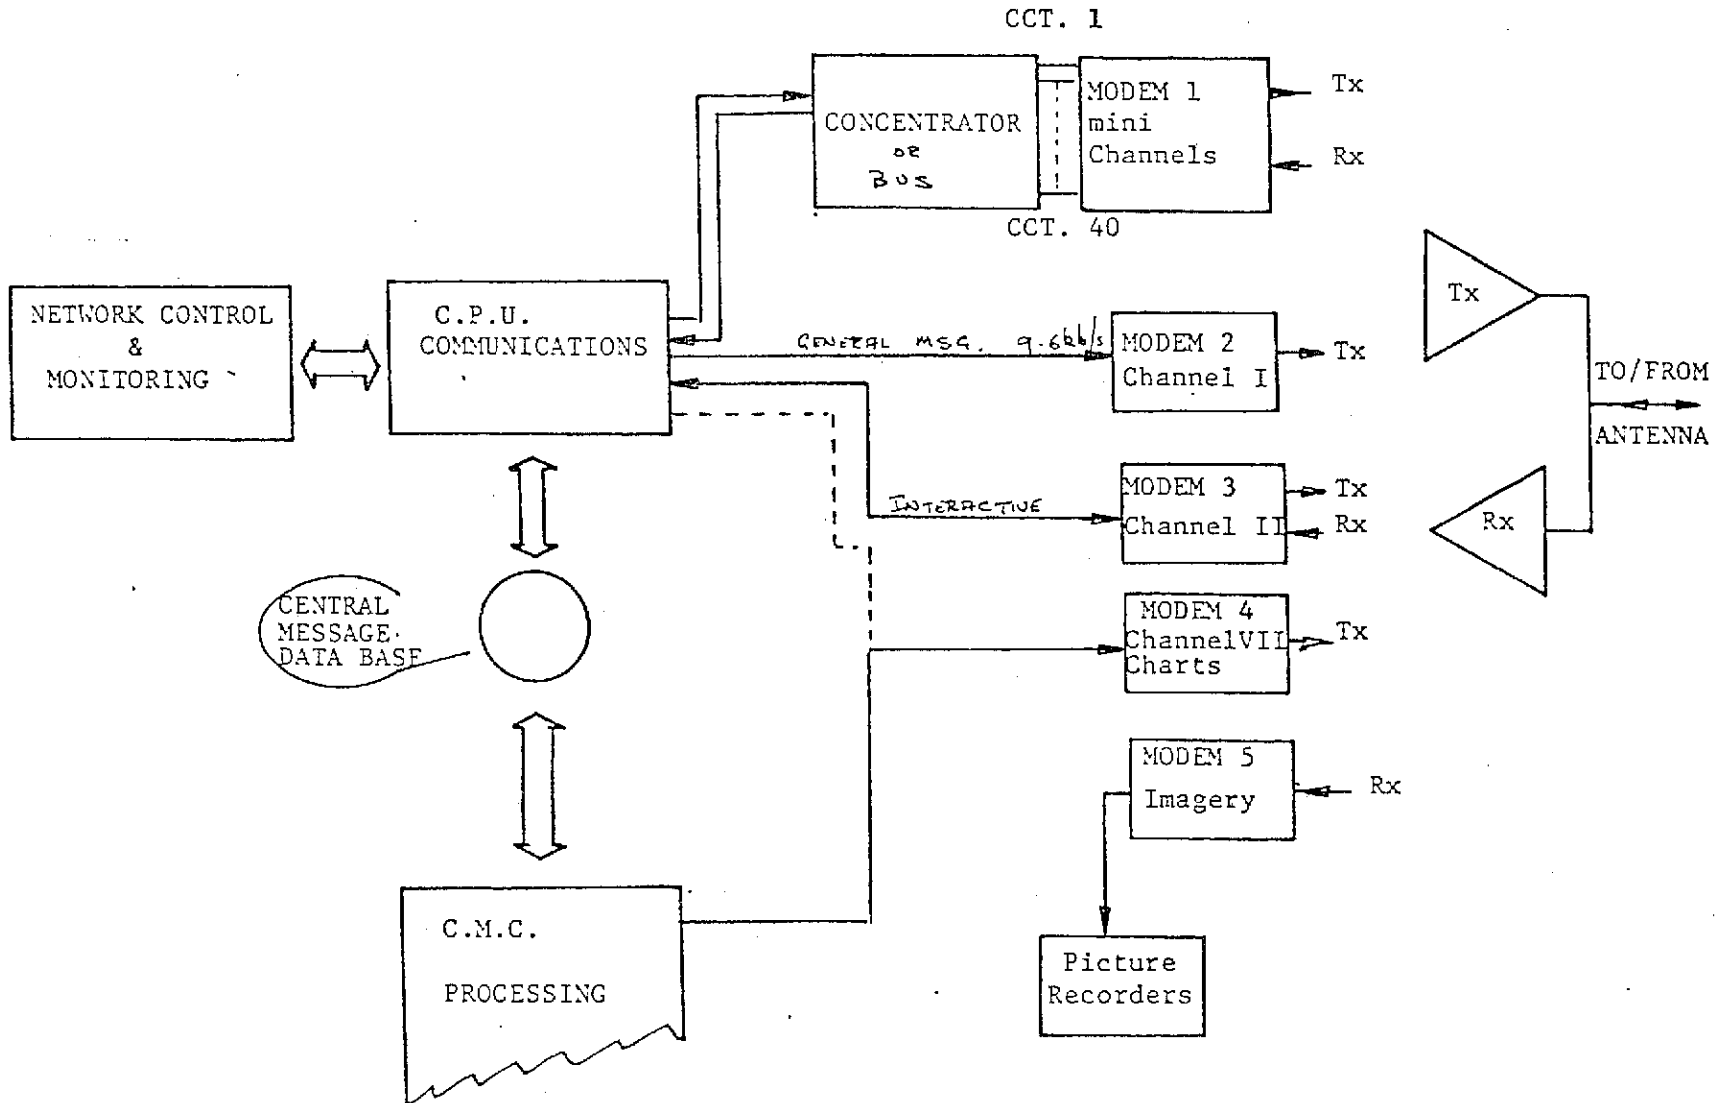 CCT. 1
CONCENTRATOR
OR
BUS
MODEM 1
mini
Channels
Tx
Rx
CCT. 40
NETWORK CONTROL
&
MONITORING
C.P.U.
COMMUNICATIONS
GENERAL MSG. 9.6kb/s
MODEM 2
Channel I
Tx
Tx
TO/FROM
ANTENNA
INTERACTIVE
MODEM 3
Channel II
Tx
Rx
Rx
CENTRAL
MESSAGE
DATA BASE
MODEM 4
ChannelVII
Charts
Tx
MODEM 5
Imagery
Rx
C.M.C.
PROCESSING
Picture
Recorders